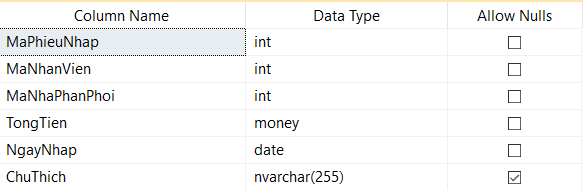 Column Name Data Type Allow Nulls
MaPhieuNhap int
MaNhanVien int
MaNhaPhanPhoi int
TongTien money
NgayNhap date
ChuThich nvarchar(255)